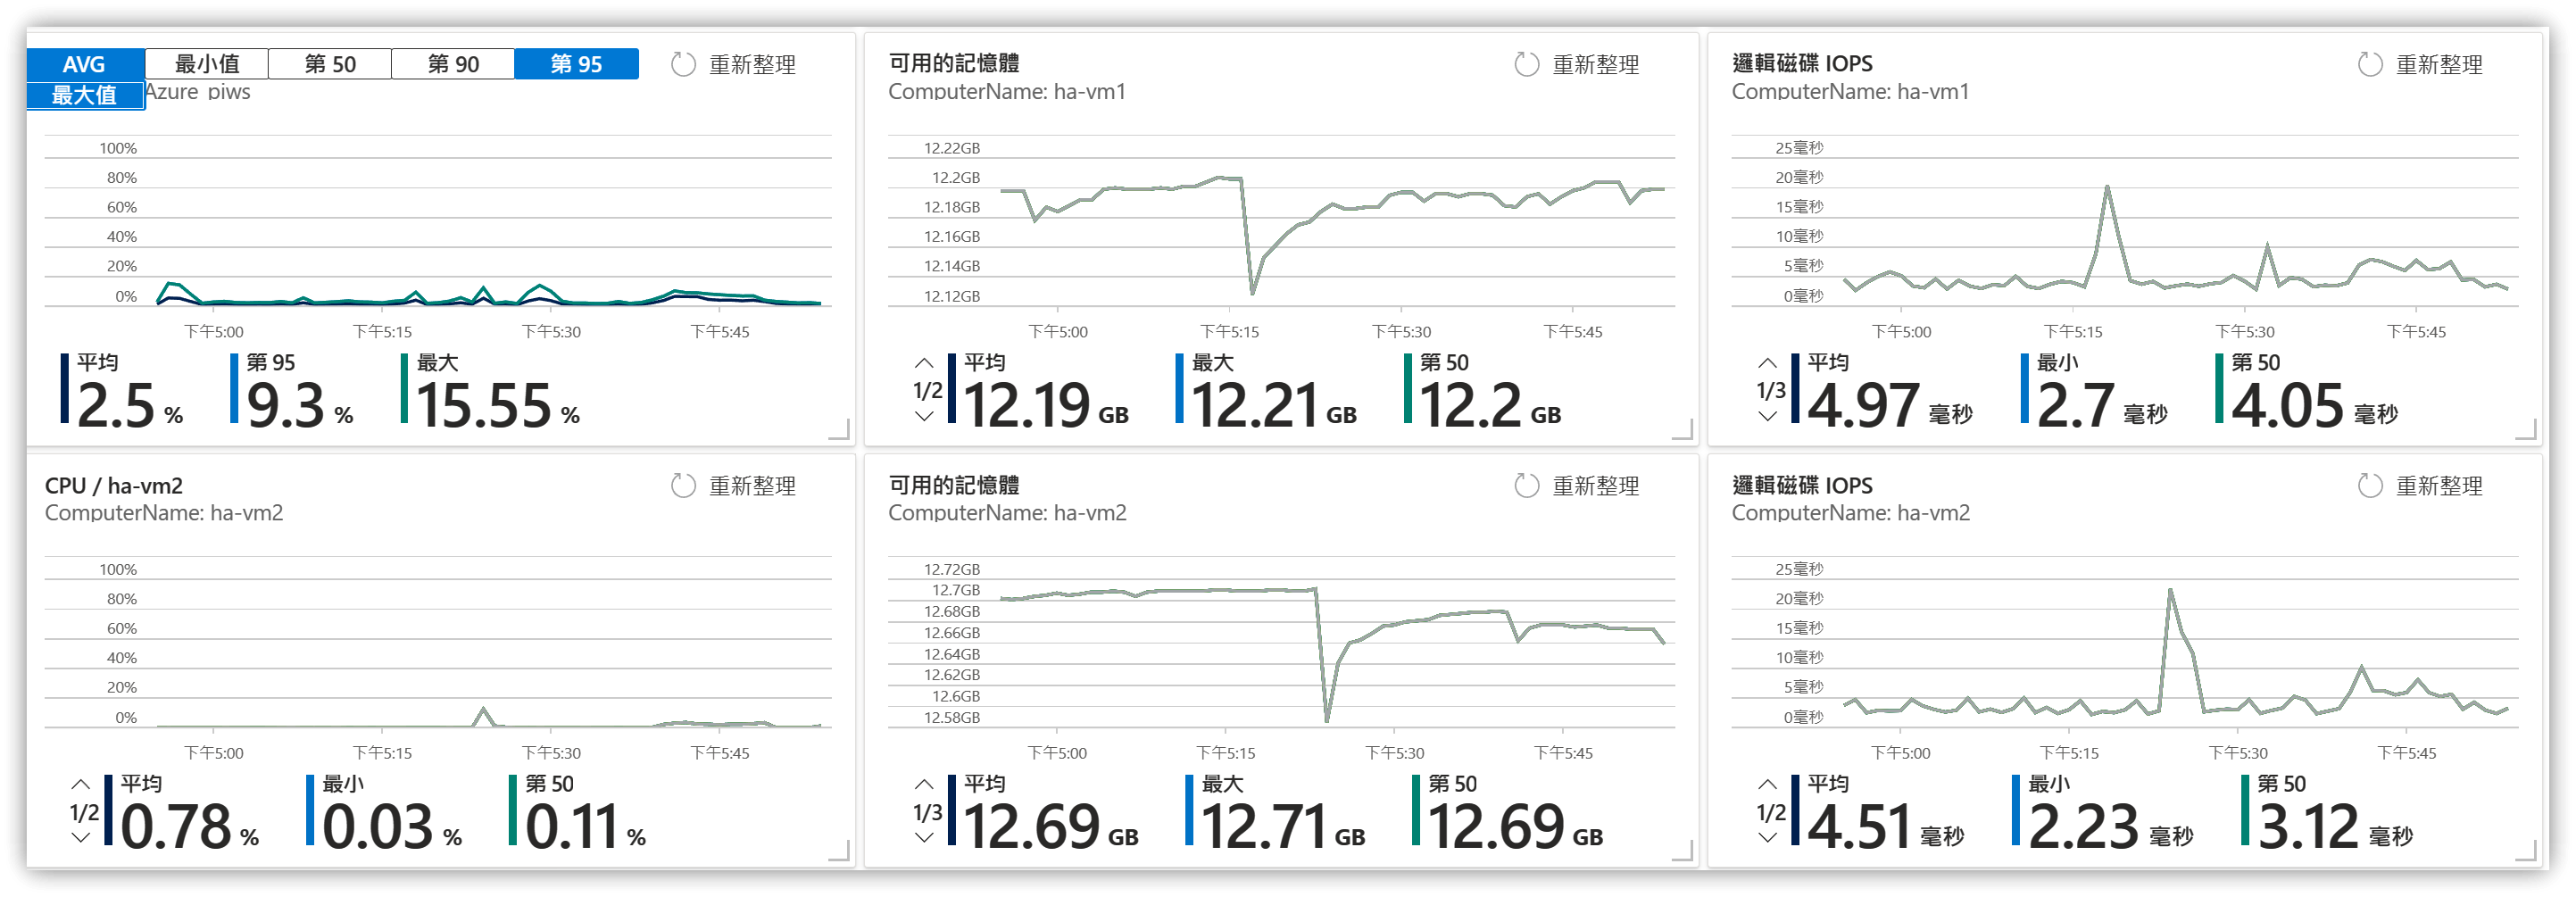 AVG 最小值 第 50 第 90 第 95 重新整理
最大值 Azure_piws
100%
80%
60%
40%
20%
0%
下午5:00 下午5:15 下午5:30 下午5:45
平均 第 95 最大
2.5 % 9.3 % 15.55 %
可用的記憶體 重新整理
ComputerName: ha-vm1
12.22GB
12.2GB
12.18GB
12.16GB
12.14GB
12.12GB
下午5:00 下午5:15 下午5:30 下午5:45
平均 最大 第 50
1/2 12.19 GB 12.21 GB 12.2 GB
邏輯磁碟 IOPS 重新整理
ComputerName: ha-vm1
25毫秒
20毫秒
15毫秒
10毫秒
5毫秒
0毫秒
下午5:00 下午5:15 下午5:30 下午5:45
平均 最小 第 50
1/3 4.97 毫秒 2.7 毫秒 4.05 毫秒
CPU / ha-vm2 重新整理
ComputerName: ha-vm2
100%
80%
60%
40%
20%
0%
下午5:00 下午5:15 下午5:30 下午5:45
平均 最小 第 50
1/2 0.78 % 0.03 % 0.11 %
可用的記憶體 重新整理
ComputerName: ha-vm2
12.72GB
12.7GB
12.68GB
12.66GB
12.64GB
12.62GB
12.6GB
12.58GB
下午5:00 下午5:15 下午5:30 下午5:45
平均 最大 第 50
1/3 12.69 GB 12.71 GB 12.69 GB
邏輯磁碟 IOPS 重新整理
ComputerName: ha-vm2
25毫秒
20毫秒
15毫秒
10毫秒
5毫秒
0毫秒
下午5:00 下午5:15 下午5:30 下午5:45
平均 最小 第 50
1/2 4.51 毫秒 2.23 毫秒 3.12 毫秒